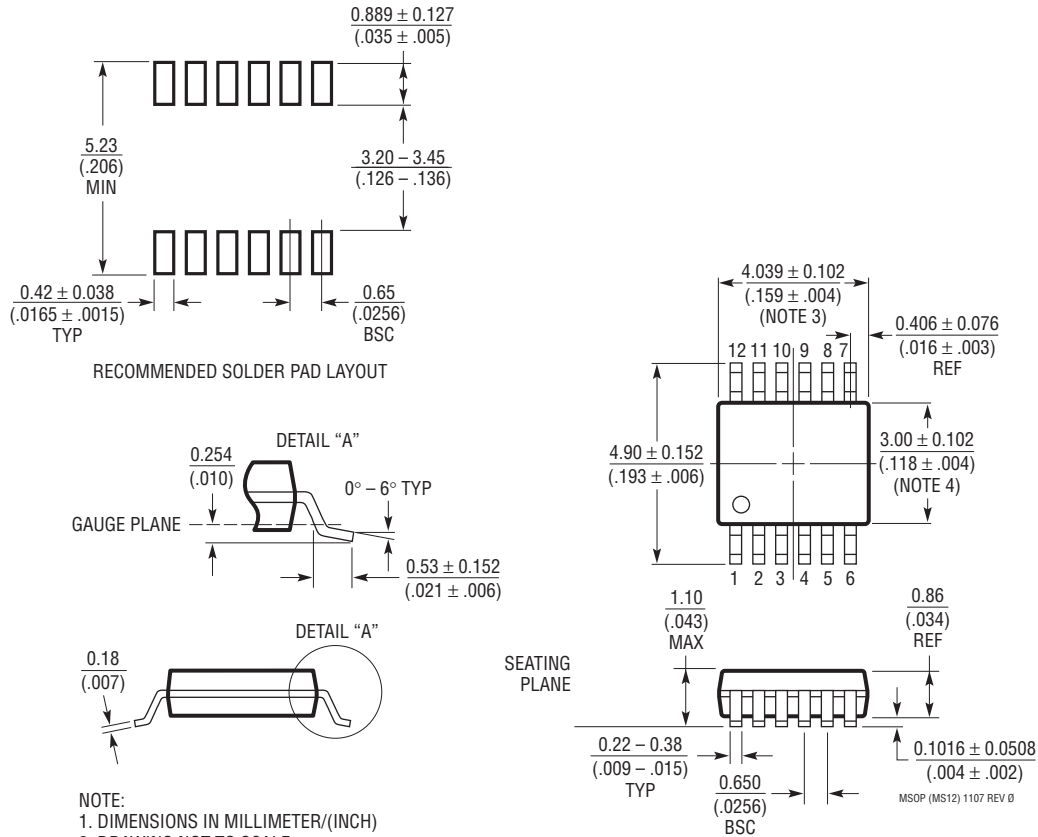 0.889 ± 0.127
(.035 ± .005)
5.23
(.206)
MIN
3.20 – 3.45
(.126 – .136)
0.42 ± 0.038
(.0165 ± .0015)
TYP
0.65
(.0256)
BSC
RECOMMENDED SOLDER PAD LAYOUT
4.039 ± 0.102
(.159 ± .004)
(NOTE 3)
0.406 ± 0.076
(.016 ± .003)
REF
12 11 10 9 8 7
4.90 ± 0.152
(.193 ± .006)
3.00 ± 0.102
(.118 ± .004)
(NOTE 4)
1 2 3 4 5 6
DETAIL “A”
0.254
(.010)
0° – 6° TYP
GAUGE PLANE
0.53 ± 0.152
(.021 ± .006)
DETAIL “A”
0.18
(.007)
SEATING
PLANE
1.10
(.043)
MAX
0.86
(.034)
REF
0.22 – 0.38
(.009 – .015)
TYP
0.650
(.0256)
BSC
0.1016 ± 0.0508
(.004 ± .002)
MSOP (MS12) 1107 REV Ø
NOTE:
1. DIMENSIONS IN MILLIMETER/(INCH)